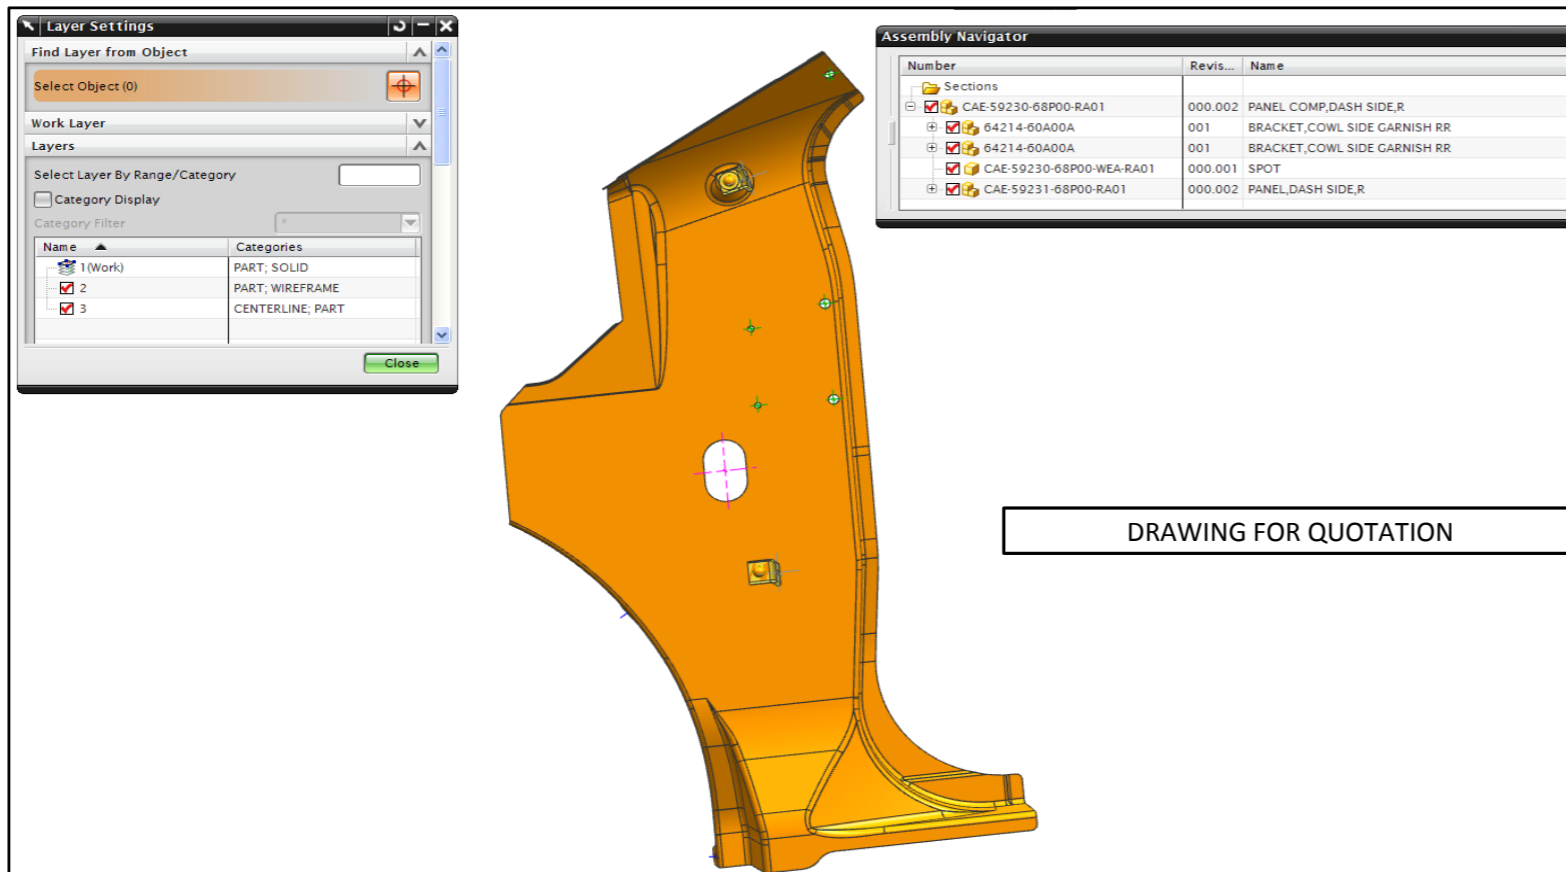 Layer Settings
Find Layer from Object
Select Object (0)
Work Layer
Layers
Select Layer By Range/Category
Category Display
Category Filter
*
Name Categories
1(Work) PART; SOLID
2 PART; WIREFRAME
3 CENTERLINE; PART
Close
Assembly Navigator
Number Revis... Name
Sections
CAE-59230-68P00-RA01 000.002 PANEL COMP,DASH SIDE,R
64214-60A00A 001 BRACKET,COWL SIDE GARNISH RR
64214-60A00A 001 BRACKET,COWL SIDE GARNISH RR
CAE-59230-68P00-WEA-RA01 000.001 SPOT
CAE-59231-68P00-RA01 000.002 PANEL,DASH SIDE,R
DRAWING FOR QUOTATION